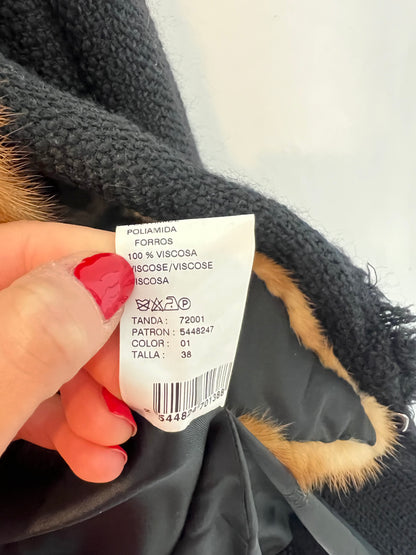 POLIAMIDA
FORROS
100 % VISCOSA
VISCOSE/VISCOSE
VISCOSA
TANDA : 72001
PATRON : 5448247
COLOR : 01
TALLA : 38